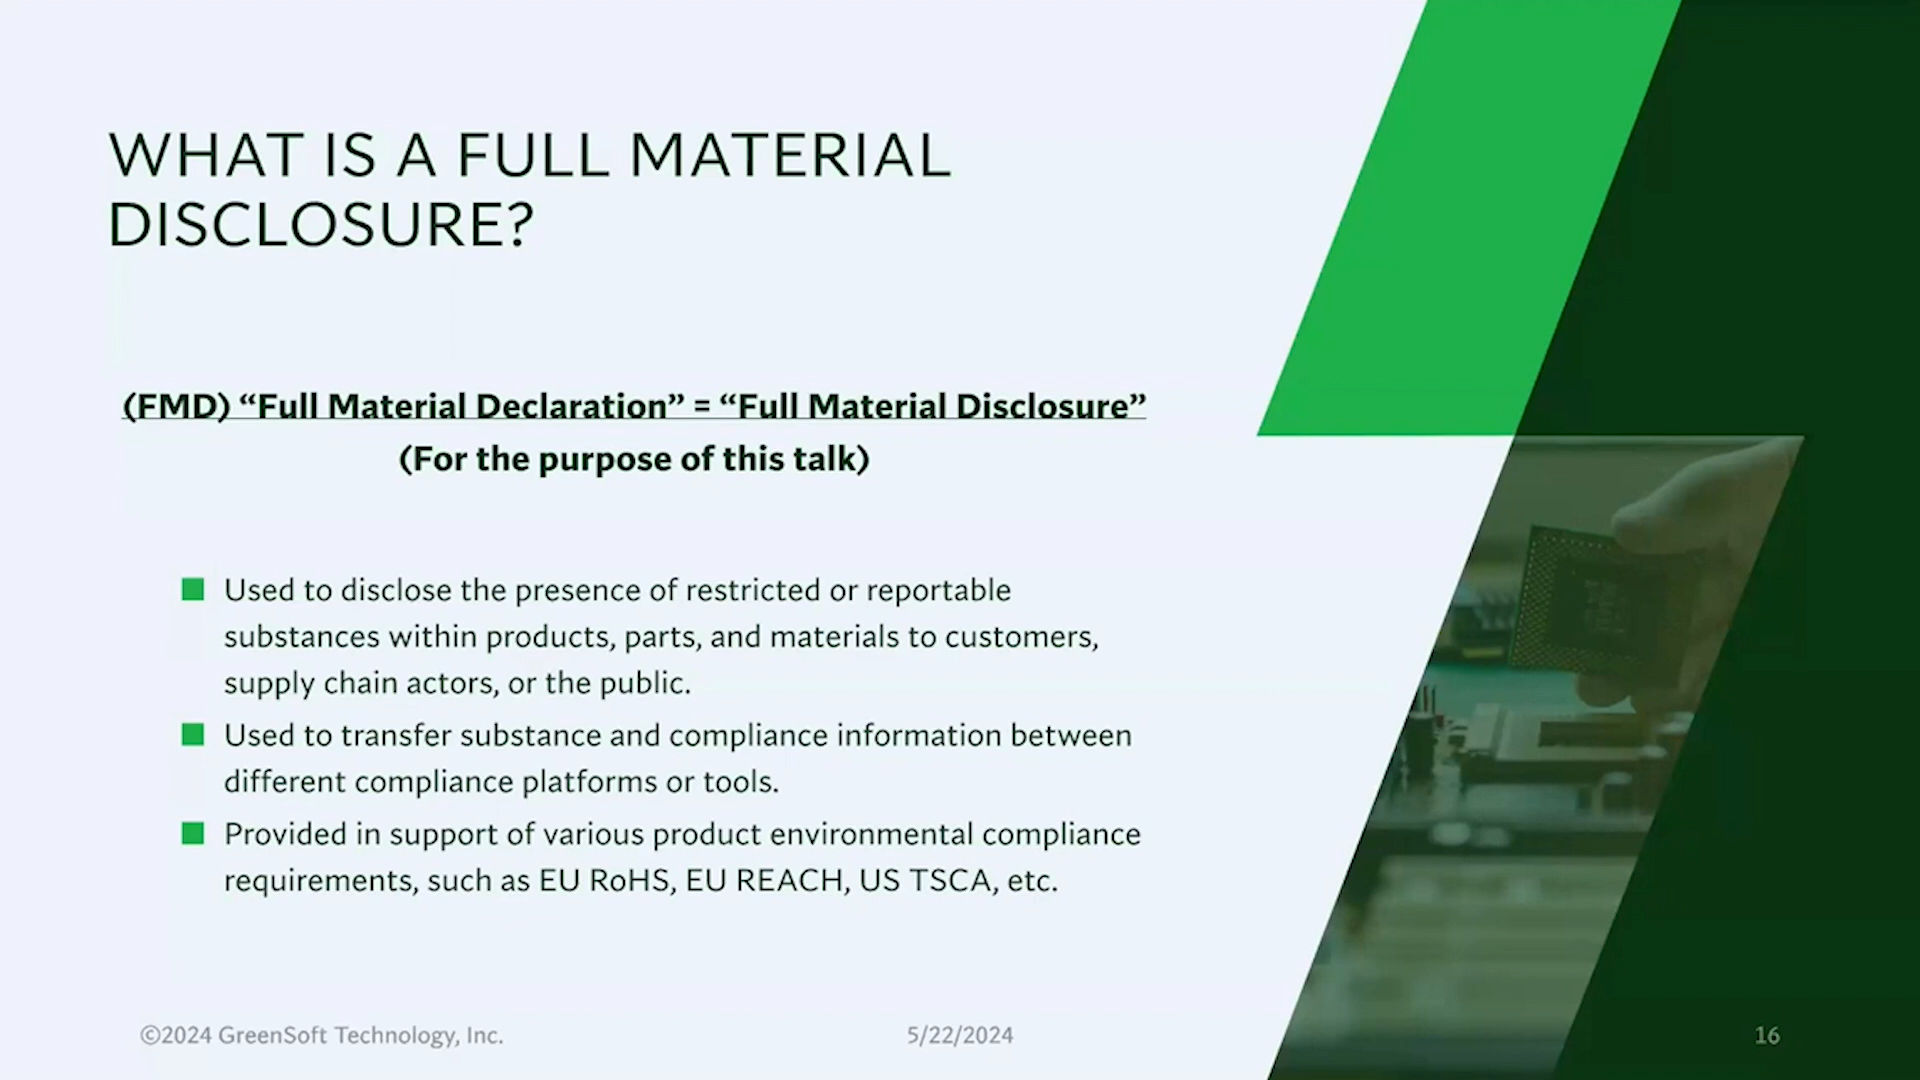 WHAT IS A FULL MATERIAL
DISCLOSURE?
(FMD) “Full Material Declaration” = “Full Material Disclosure”
(For the purpose of this talk)
Used to disclose the presence of restricted or reportable
substances within products, parts, and materials to customers,
supply chain actors, or the public.
Used to transfer substance and compliance information between
different compliance platforms or tools.
Provided in support of various product environmental compliance
requirements, such as EU RoHS, EU REACH, US TSCA, etc.
©2024 GreenSoft Technology, Inc.
5/22/2024
16